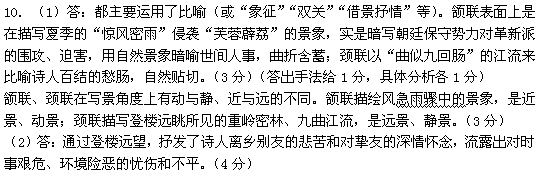 10.（1）答：都主要运用了比喻（或“象征”“双关”“借景抒情”等）。颔联表面上是
在描写夏季的“惊风密雨”侵袭“芙蓉薜荔”的景象，实是暗写朝廷保守势力对革新派
的围攻、迫害，用自然景象暗喻世间人事，曲折含蓄；颈联以“曲似九回肠”的江流来
比喻诗人百结的愁肠，自然贴切。（3分）（答出手法给1分，具体分析各1分）
颔联、颈联在写景角度上有动与静、近与远的不同。颔联描绘风急雨骤中的景象，是近
景、动景；颈联描写登楼远眺所见的重岭密林、九曲江流，是远景、静景。（3分）
（2）答：通过登楼远望，抒发了诗人离乡别友的悲苦和对挚友的深情怀念，流露出对时
事艰危、环境险恶的忧伤和不平。（4分）